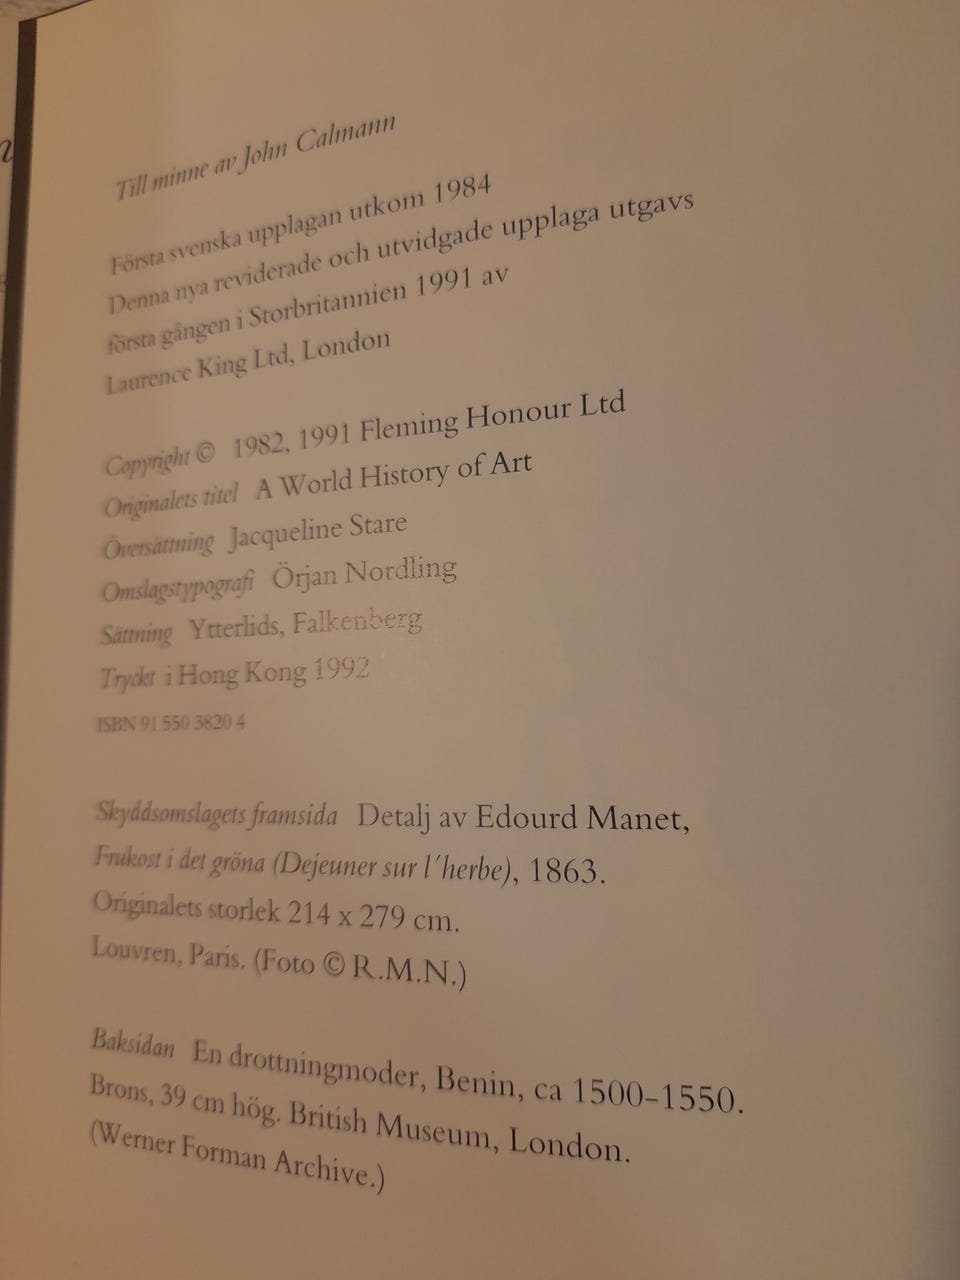 Till minne av John Calmann
Första svenska upplagan utkom 1984
Denna nya reviderade och utvidgade upplaga utgavs
första gången i Storbritannien 1991 av
Laurence King Ltd, London
Copyright © 1982, 1991 Fleming Honour Ltd
Originalets titel A World History of Art
Översättning Jacqueline Stare
Omslagstypografi Örjan Nordling
Sättning Ytterlids, Falkenberg
Tryckt i Hong Kong 1992
ISBN 91 550 3820 4
Skyddsomslagets framsida Detalj av Edourd Manet,
Frukost i det gröna (Dejeuner sur l'herbe), 1863.
Originalets storlek 214 x 279 cm.
Louvren, Paris. (Foto © R.M.N.)
Baksidan En drottningmoder, Benin, ca 1500–1550.
Brons, 39 cm hög. British Museum, London.
(Werner Forman Archive.)